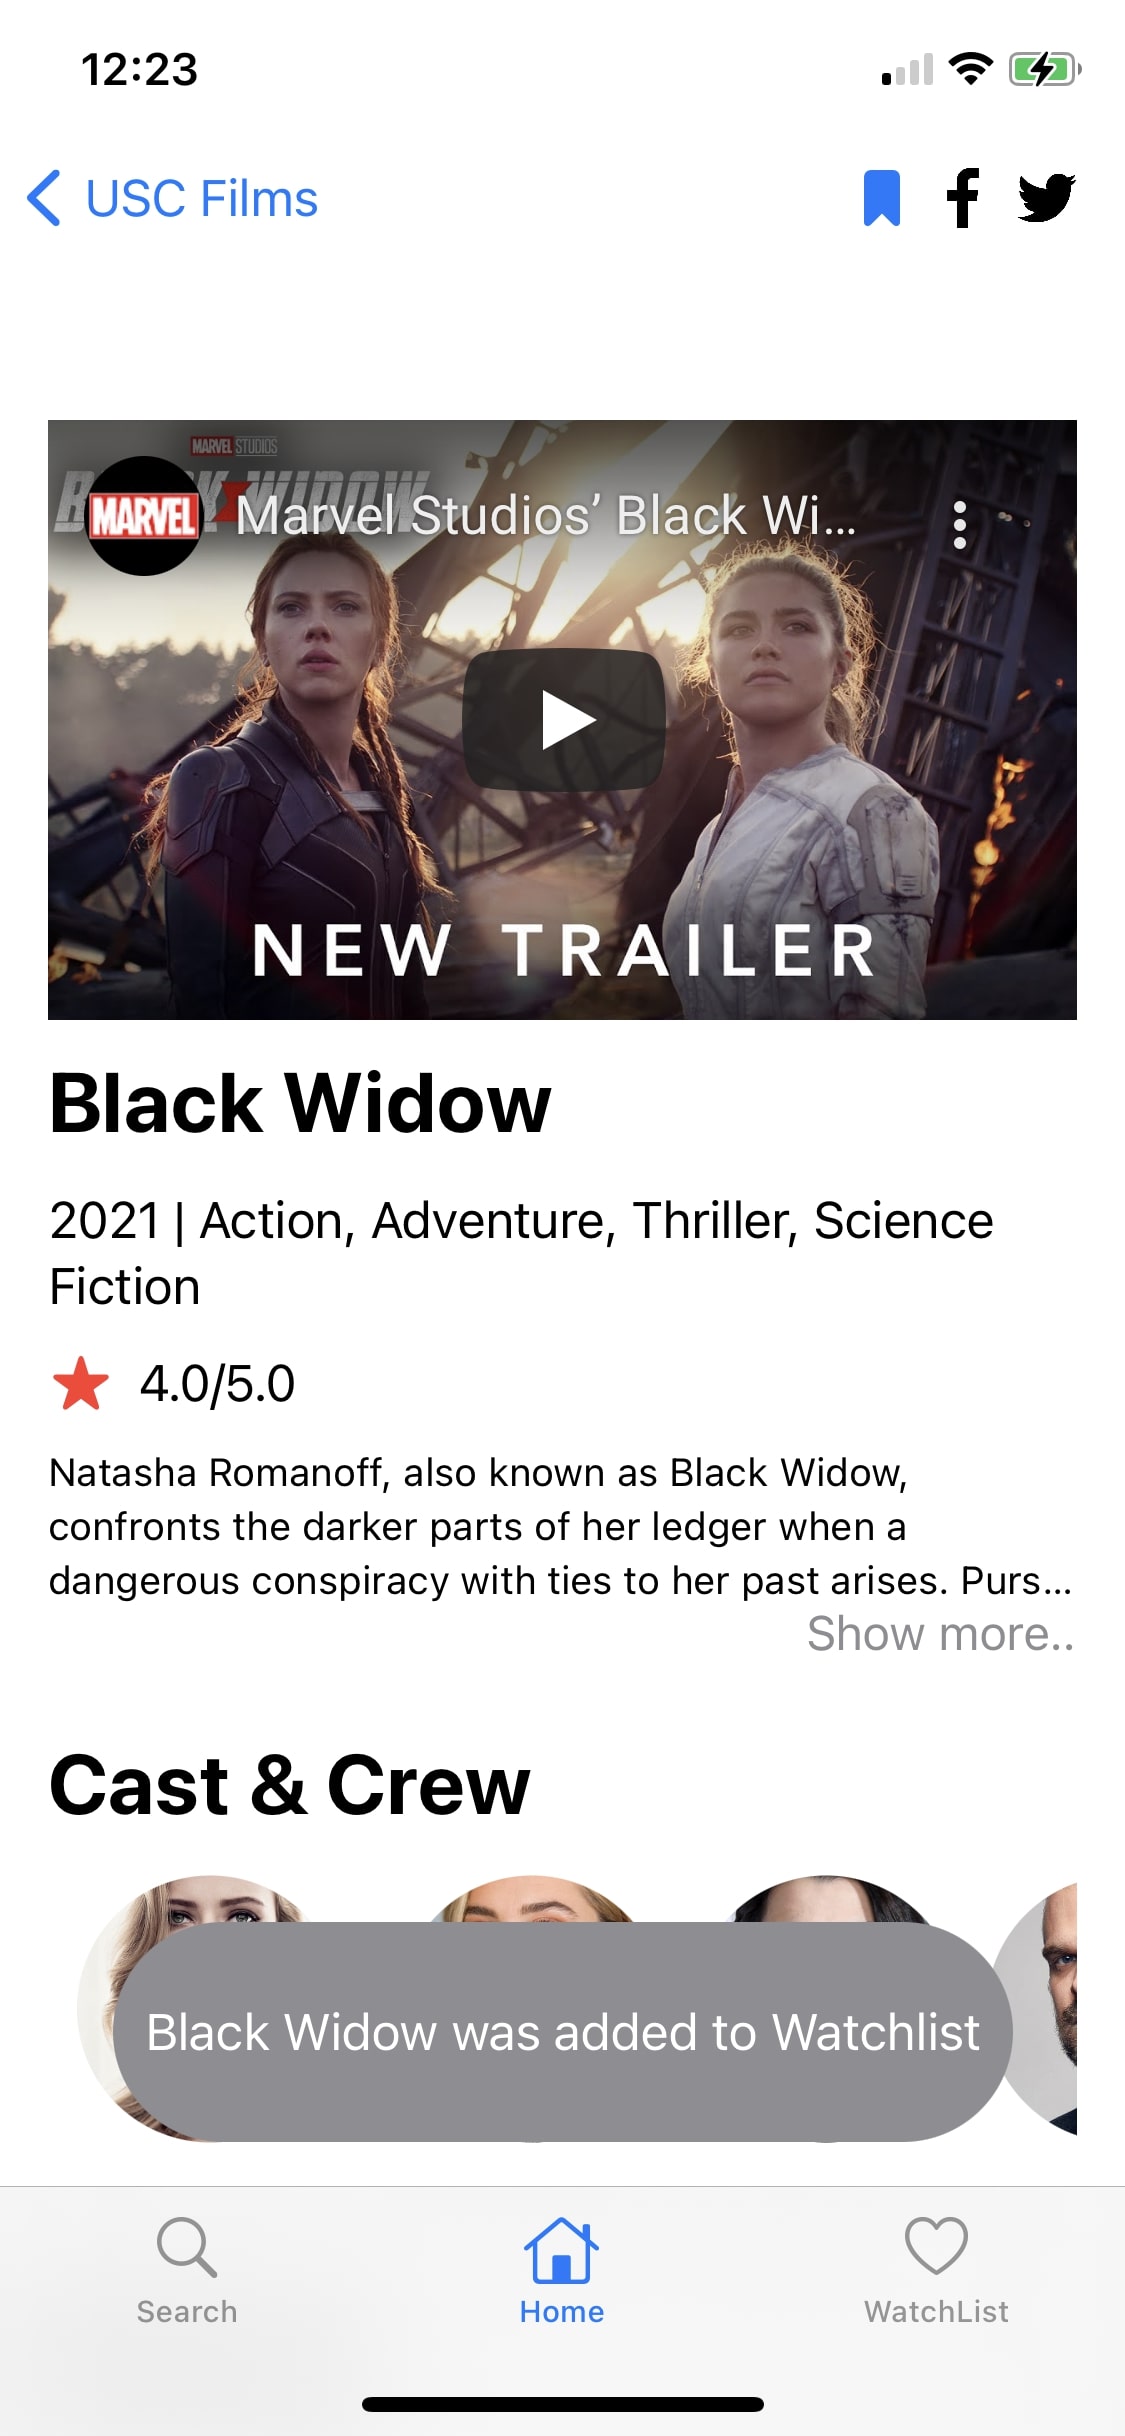 12:23
USC Films
MARVEL STUDIOS
BLACK WIDOW
MARVEL
Marvel Studios’ Black Wi...
NEW TRAILER
Black Widow
2021 | Action, Adventure, Thriller, Science
Fiction
4.0/5.0
Natasha Romanoff, also known as Black Widow,
confronts the darker parts of her ledger when a
dangerous conspiracy with ties to her past arises. Purs...
Show more..
Cast & Crew
Black Widow was added to Watchlist
Search
Home
WatchList